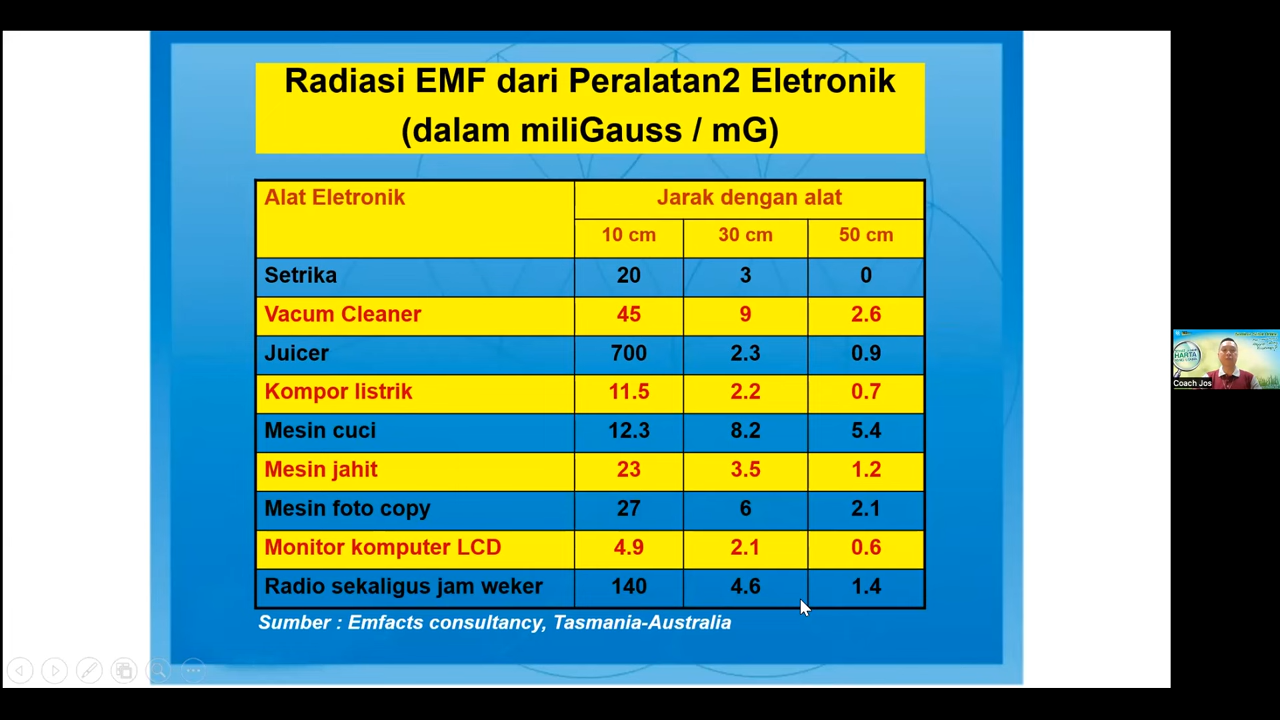 Radiasi EMF dari Peralatan2 Eletronik
(dalam miliGauss / mG)
Alat Eletronik Jarak dengan alat
10 cm 30 cm 50 cm
Setrika 20 3 0
Vacum Cleaner 45 9 2.6
Juicer 700 2.3 0.9
Kompor listrik 11.5 2.2 0.7
Mesin cuci 12.3 8.2 5.4
Mesin jahit 23 3.5 1.2
Mesin foto copy 27 6 2.1
Monitor komputer LCD 4.9 2.1 0.6
Radio sekaligus jam weker 140 4.6 1.4
Sumber : Emfacts consultancy, Tasmania-Australia
HARTA
Coach Jos